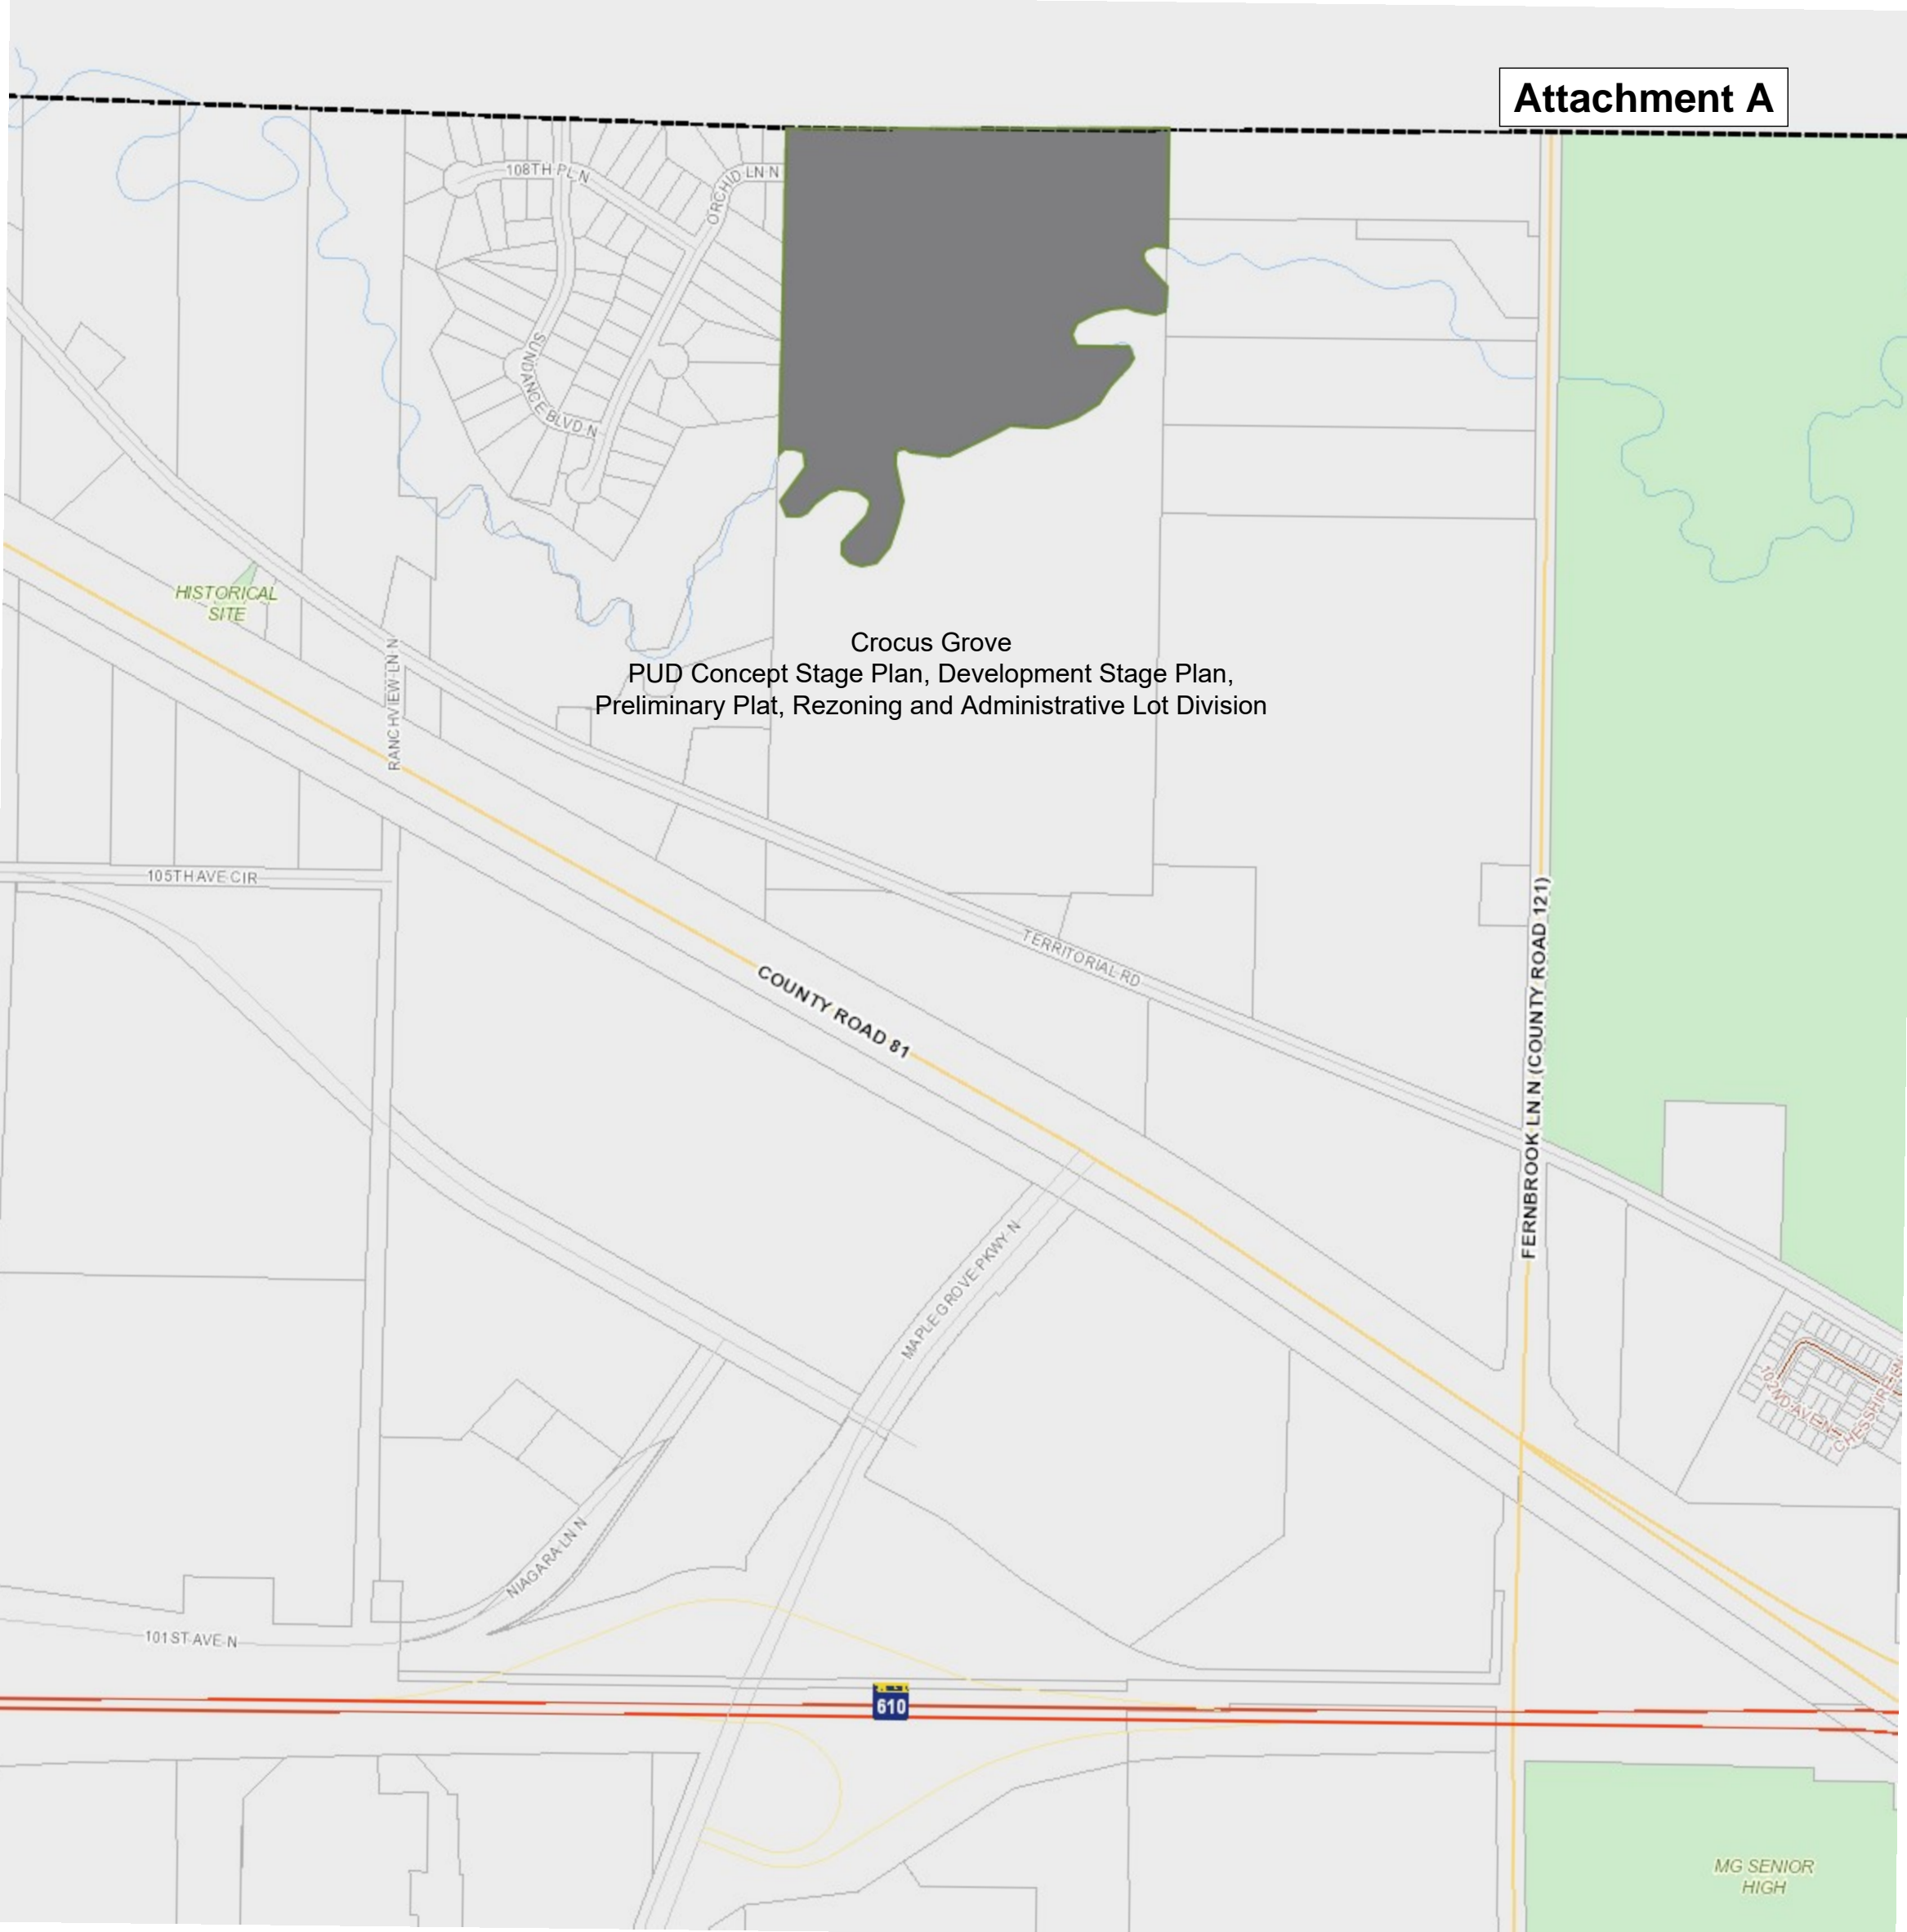 Attachment A
108TH PL N
ORCHID LN N
SUNDANCE BLVD N
HISTORICAL
SITE
RANCHVIEW LN N
Crocus Grove
PUD Concept Stage Plan, Development Stage Plan,
Preliminary Plat, Rezoning and Administrative Lot Division
105TH AVE CIR
TERRITORIAL RD
COUNTY ROAD 81
FERNBROOK LN N (COUNTY ROAD 121)
MAPLE GROVE PKWY N
102ND AVE N
NIAGARA LN N
101ST AVE N
610
MG SENIOR
HIGH